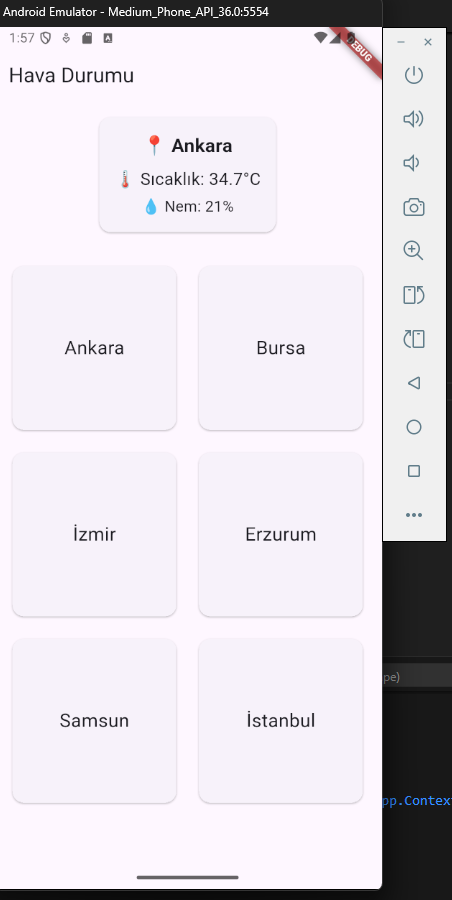 Android Emulator - Medium_Phone_API_36.0:5554
1:57
Hava Durumu
📍 Ankara
🌡️ Sıcaklık: 34.7°C
💧 Nem: 21%
Ankara
Bursa
İzmir
Erzurum
Samsun
İstanbul
pe)
pp.Contex